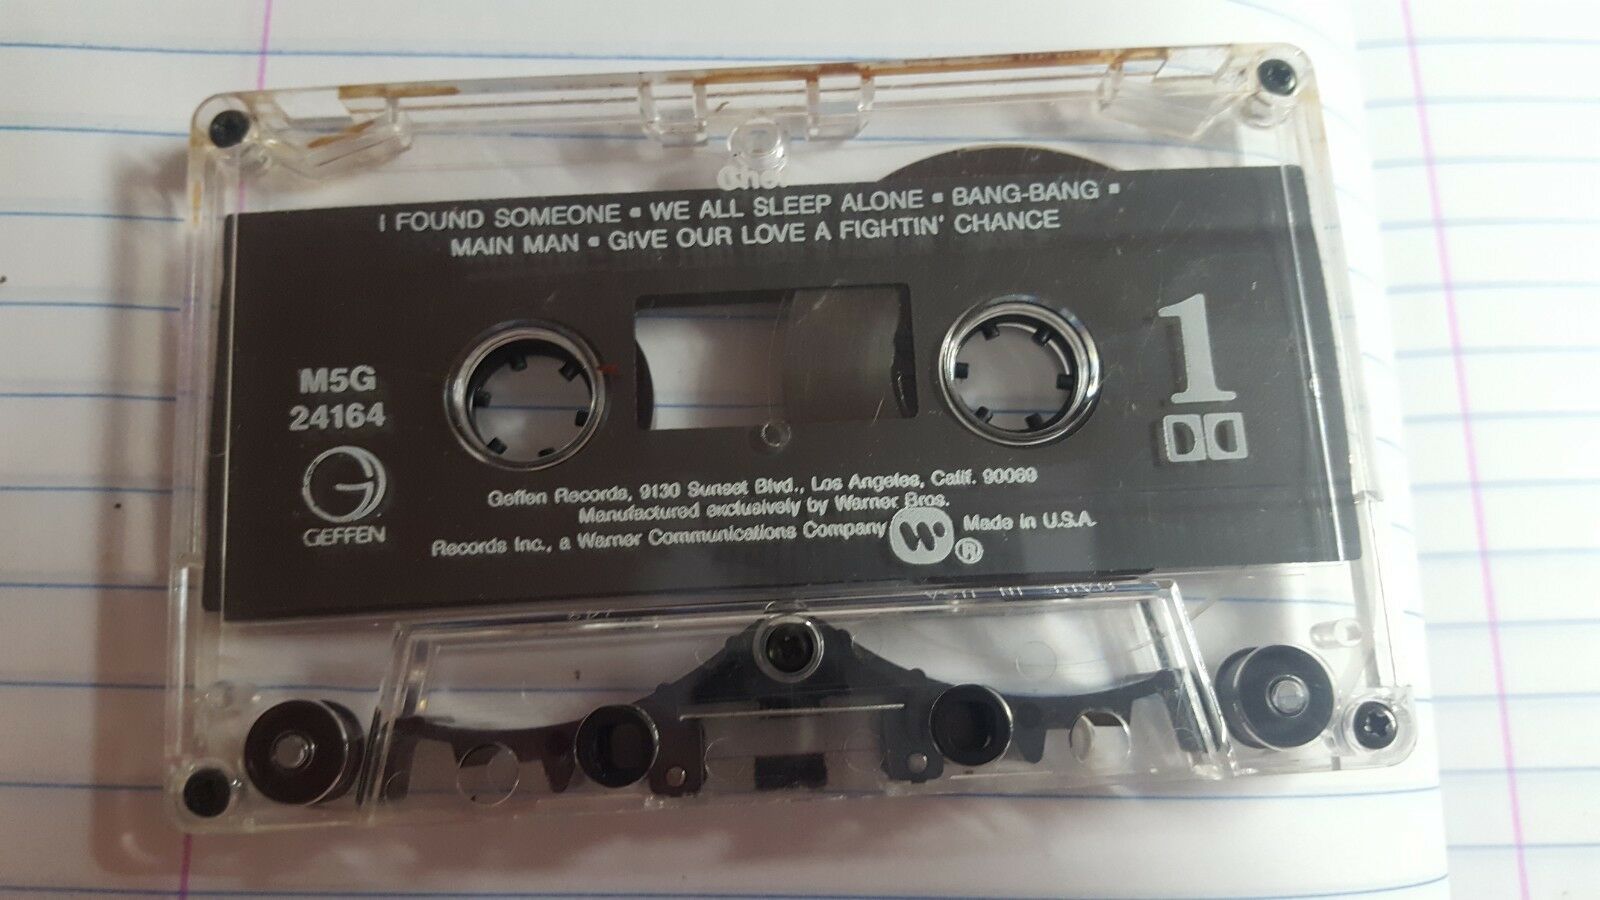 Cher
I FOUND SOMEONE ▪ WE ALL SLEEP ALONE ▪ BANG-BANG ▪
MAIN MAN ▪ GIVE OUR LOVE A FIGHTIN' CHANCE
M5G
24164
GEFFEN
1
Geffen Records, 9130 Sunset Blvd., Los Angeles, Calif. 90069
Manufactured exclusively by Warner Bros.
Records Inc., a Warner Communications Company W ® Made in U.S.A.